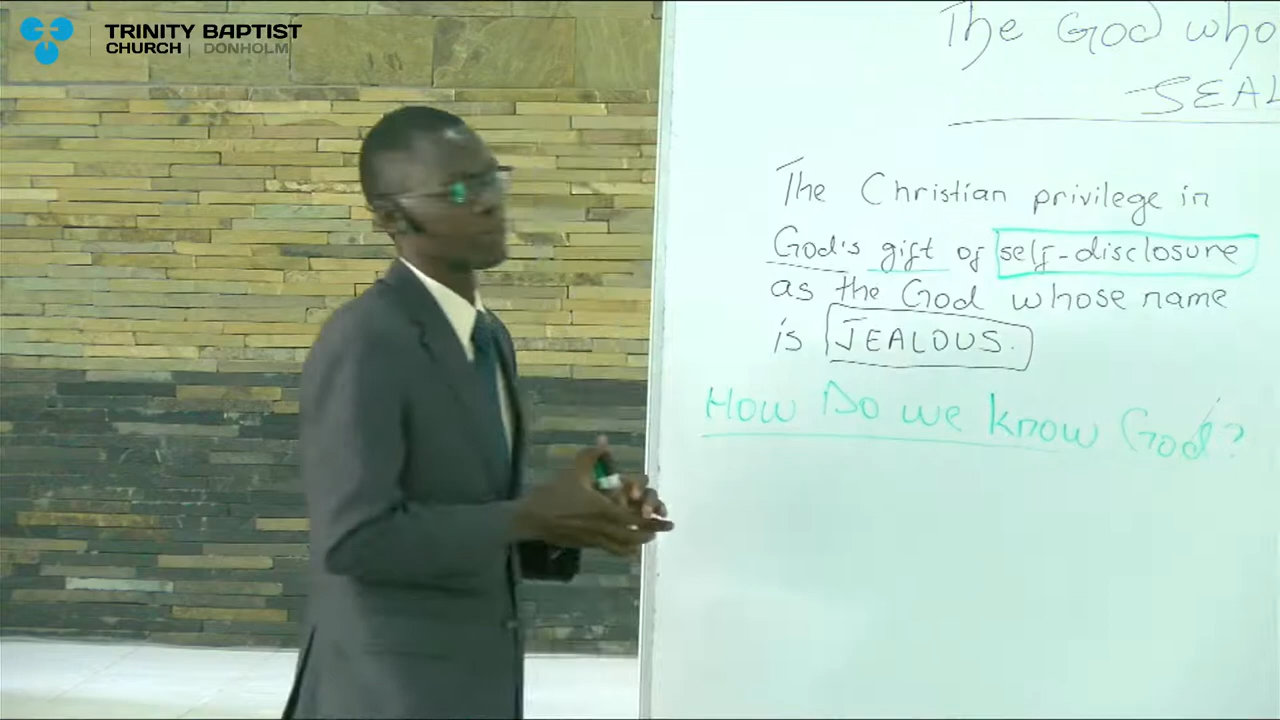 TRINITY BAPTIST
CHURCH | DONHOLM
The God who
The Christian privilege in
God's gift of self-disclosure
as the God whose name
is JEALOUS.
How Do we know God?